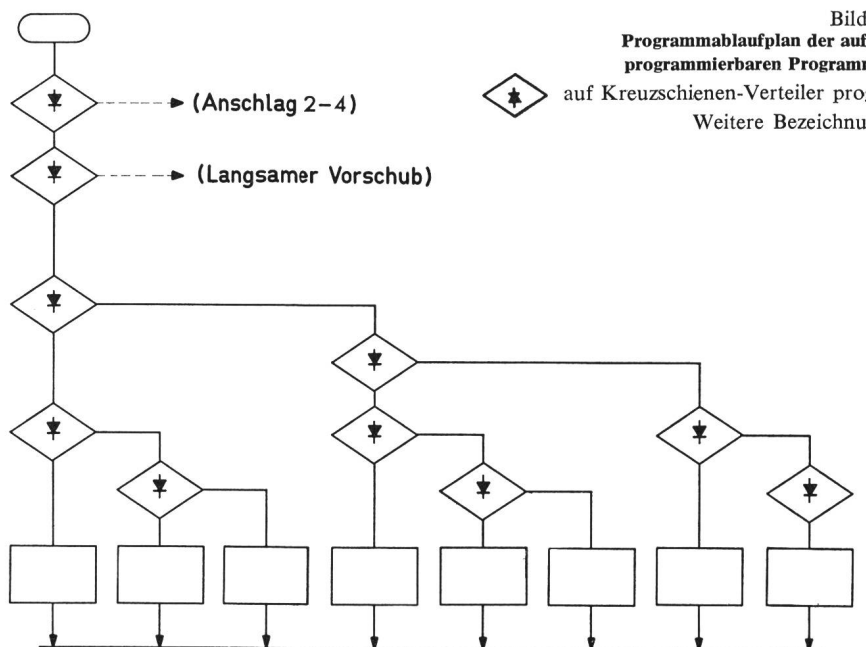 Bild
Programmablaufplan der auf
programmierbaren Programm
auf Kreuzschienen-Verteiler prog
Weitere Bezeichnu
(Anschlag 2–4)
(Langsamer Vorschub)